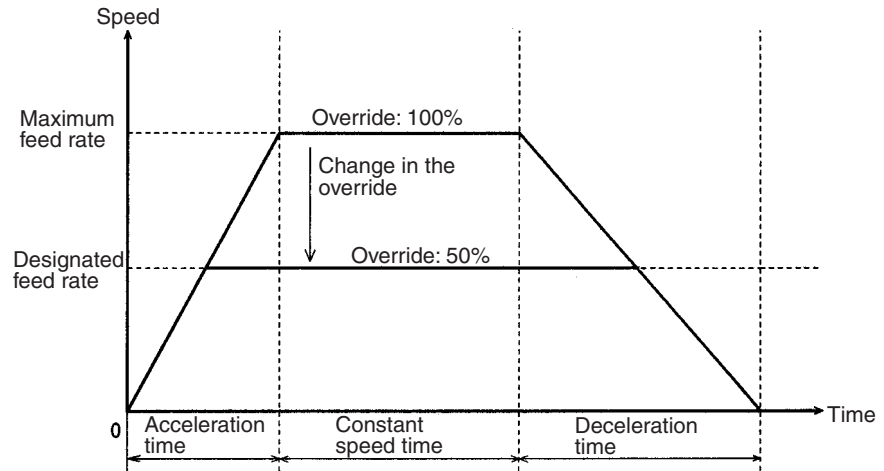 Speed
Maximum
feed rate
Override: 100%
Change in the
override
Designated
feed rate
Override: 50%
0
Acceleration
time
Constant
speed time
Deceleration
time
Time